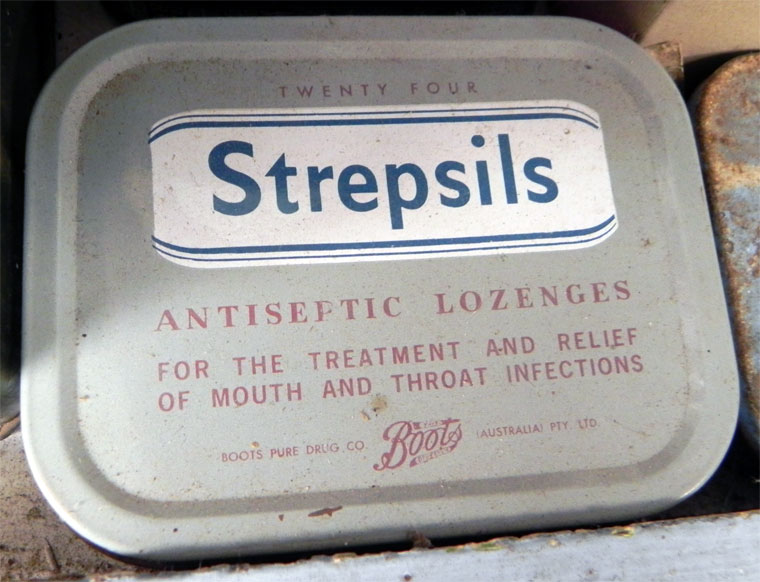 TWENTY FOUR
Strepsils
ANTISEPTIC LOZENGES
FOR THE TREATMENT AND RELIEF
OF MOUTH AND THROAT INFECTIONS
BOOTS PURE DRUG CO. Boots (AUSTRALIA) PTY. LTD.